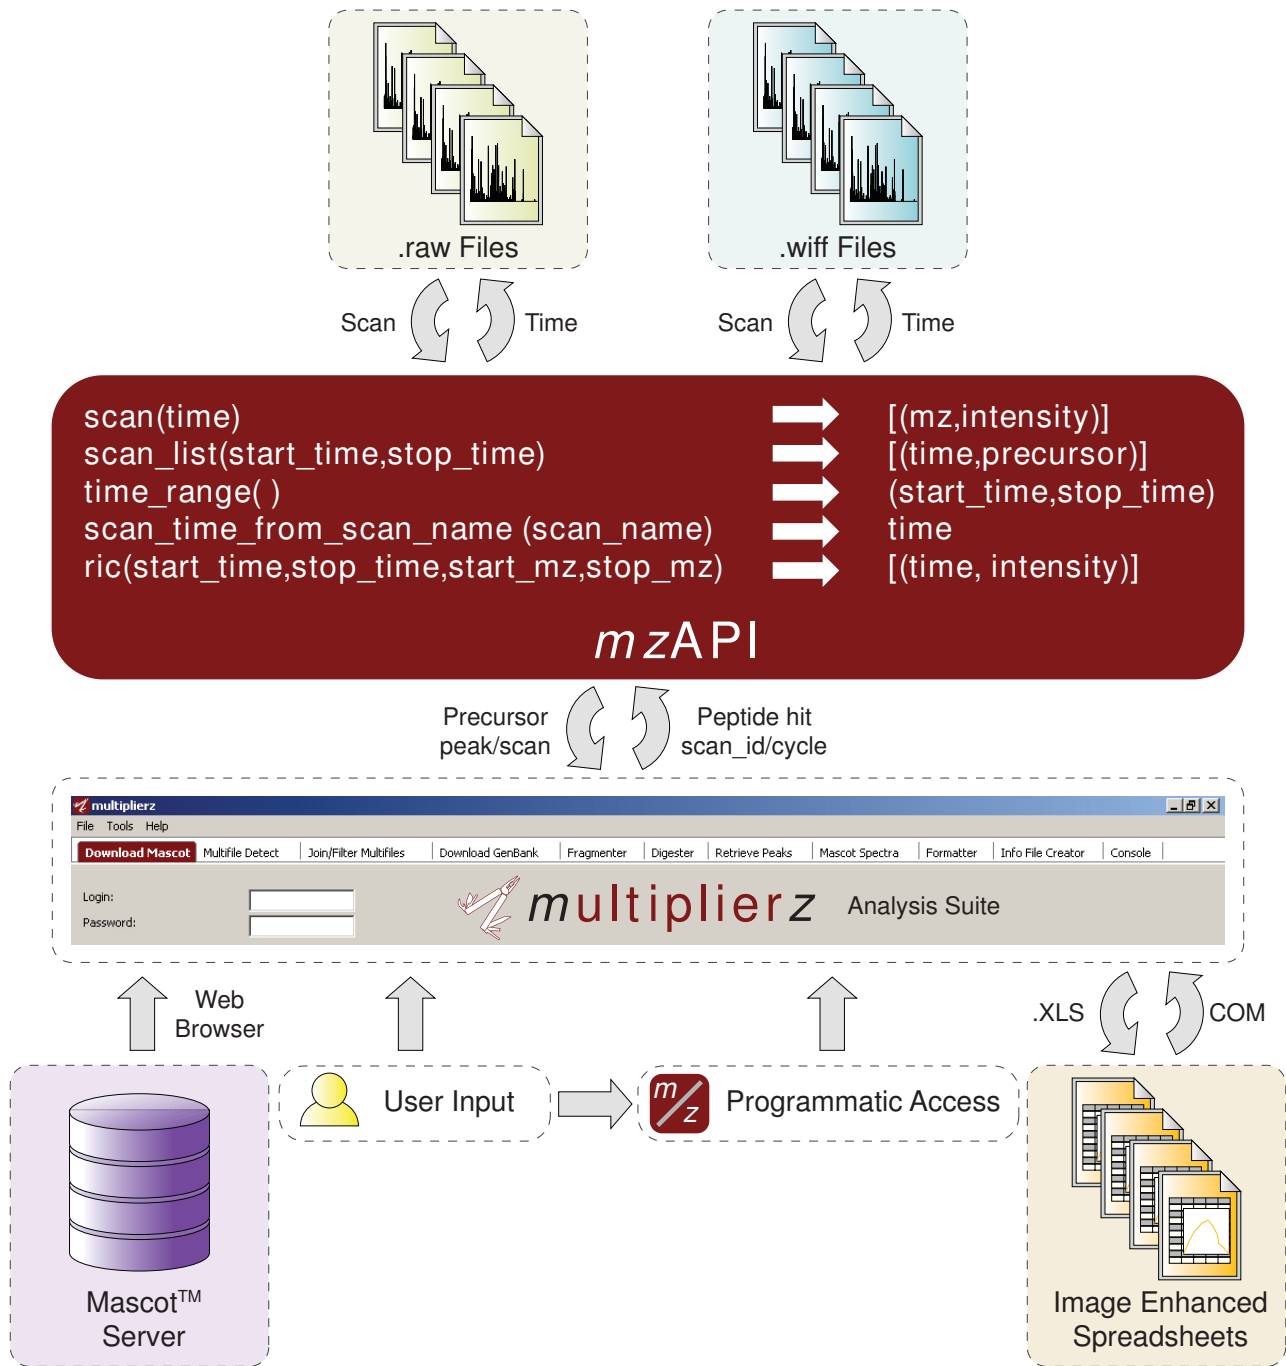 .raw Files
.wiff Files
Scan
Time
Scan
Time
scan(time)
[(mz,intensity)]
scan_list(start_time,stop_time)
[(time,precursor)]
time_range( )
(start_time,stop_time)
scan_time_from_scan_name (scan_name)
time
ric(start_time,stop_time,start_mz,stop_mz)
[(time, intensity)]
mzAPI
Precursor
peak/scan
Peptide hit
scan_id/cycle
multiplierz
File Tools Help
Download Mascot Multifile Detect Join/Filter Multifiles Download GenBank Fragmenter Digester Retrieve Peaks Mascot Spectra Formatter Info File Creator Console
Login:
Password:
multiplierz Analysis Suite
Web
Browser
.XLS
COM
User Input
m/z
Programmatic Access
Mascot™
Server
Image Enhanced
Spreadsheets